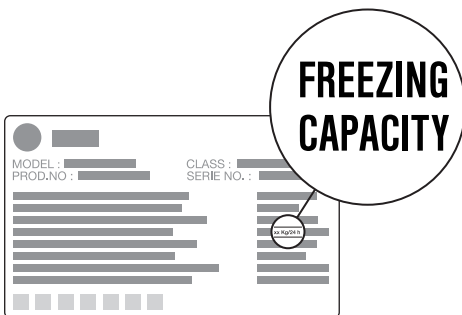 FREEZING
CAPACITY
MODEL :
CLASS :
PROD.NO :
SERIE NO. :
xx Kg/24 h